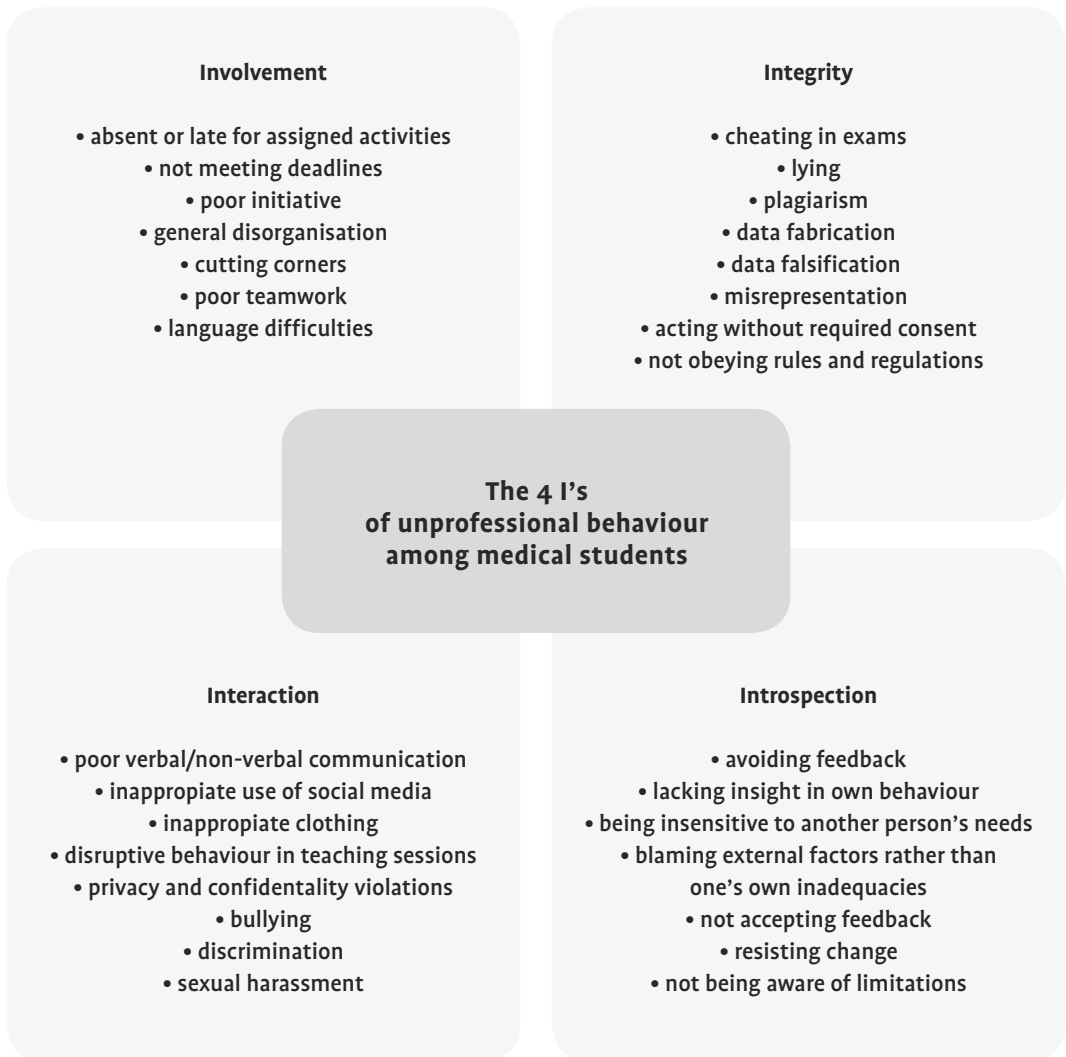 Involvement
• absent or late for assigned activities
• not meeting deadlines
• poor initiative
• general disorganisation
• cutting corners
• poor teamwork
• language difficulties
Integrity
• cheating in exams
• lying
• plagiarism
• data fabrication
• data falsification
• misrepresentation
• acting without required consent
• not obeying rules and regulations
The 4 I's
of unprofessional behaviour
among medical students
Interaction
• poor verbal/non-verbal communication
• inappropiate use of social media
• inappropiate clothing
• disruptive behaviour in teaching sessions
• privacy and confidentality violations
• bullying
• discrimination
• sexual harassment
Introspection
• avoiding feedback
• lacking insight in own behaviour
• being insensitive to another person's needs
• blaming external factors rather than
one's own inadequacies
• not accepting feedback
• resisting change
• not being aware of limitations